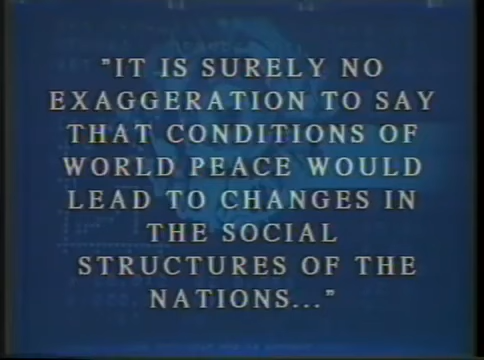 "IT IS SURELY NO
EXAGGERATION TO SAY
THAT CONDITIONS OF
WORLD PEACE WOULD
LEAD TO CHANGES IN
THE SOCIAL
STRUCTURES OF THE
NATIONS..."